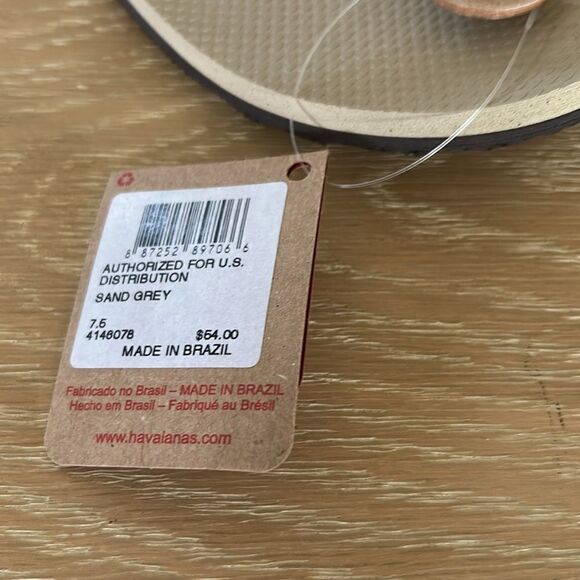 8 87252 89706 6
AUTHORIZED FOR U.S.
DISTRIBUTION
SAND GREY
7.5
4146078 $54.00
MADE IN BRAZIL
Fabricado no Brasil – MADE IN BRAZIL
Hecho em Brasil – Fabriqué au Brésil
www.havaianas.com